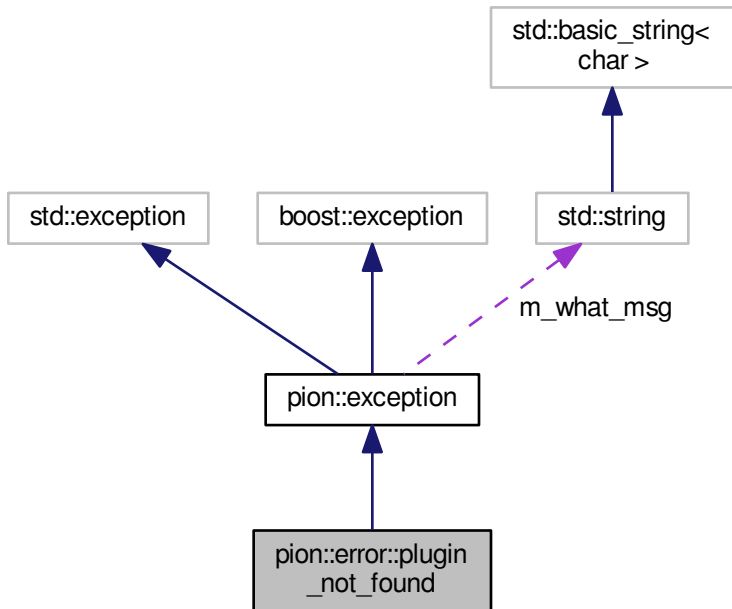 std::basic_string<
char >
std::exception
boost::exception
std::string
m_what_msg
pion::exception
pion::error::plugin
_not_found